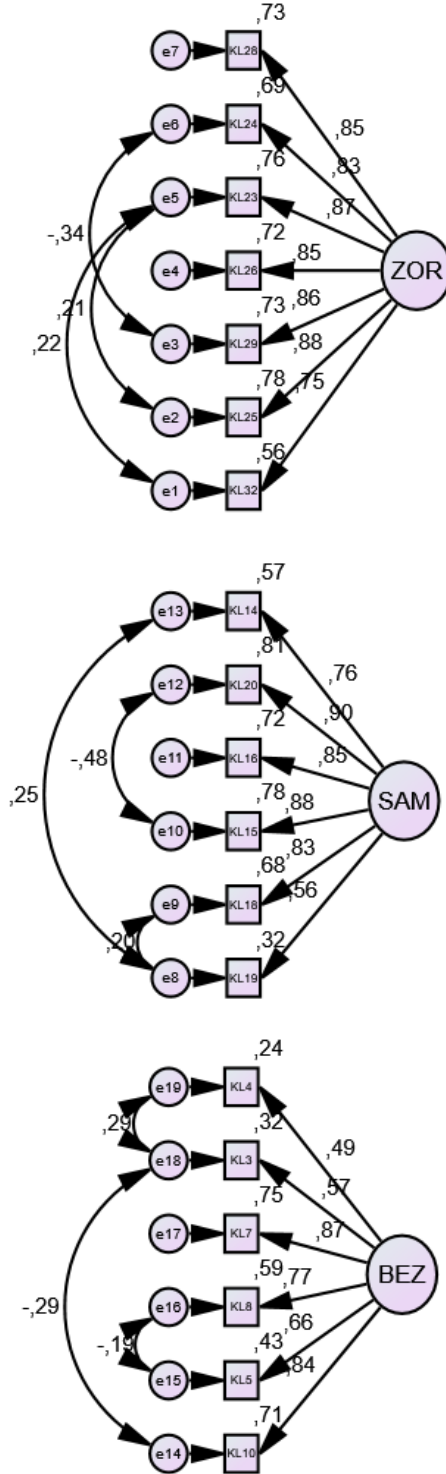 ,73
e7 KL28
,69
,85
e6 KL24
,83
,76
e5 KL23
,87
-,34
,72
e4 KL26
,85
ZOR
,21
,73
,86
,22
e3 KL29
,88
,78
,75
e2 KL25
,56
e1 KL32
,57
e13 KL14
,81
,76
e12 KL20
,90
,72
-,48
e11 KL16
,85
,25
,78
,88
SAM
e10 KL15
,83
,68
,56
e9 KL18
,20
,32
e8 KL19
,24
e19 KL4
,29
,32
,49
e18 KL3
,57
,75
e17 KL7
,87
,59
,77
BEZ
-,29
e16 KL8
,66
-,19
,43
,84
e15 KL5
,71
e14 KL10